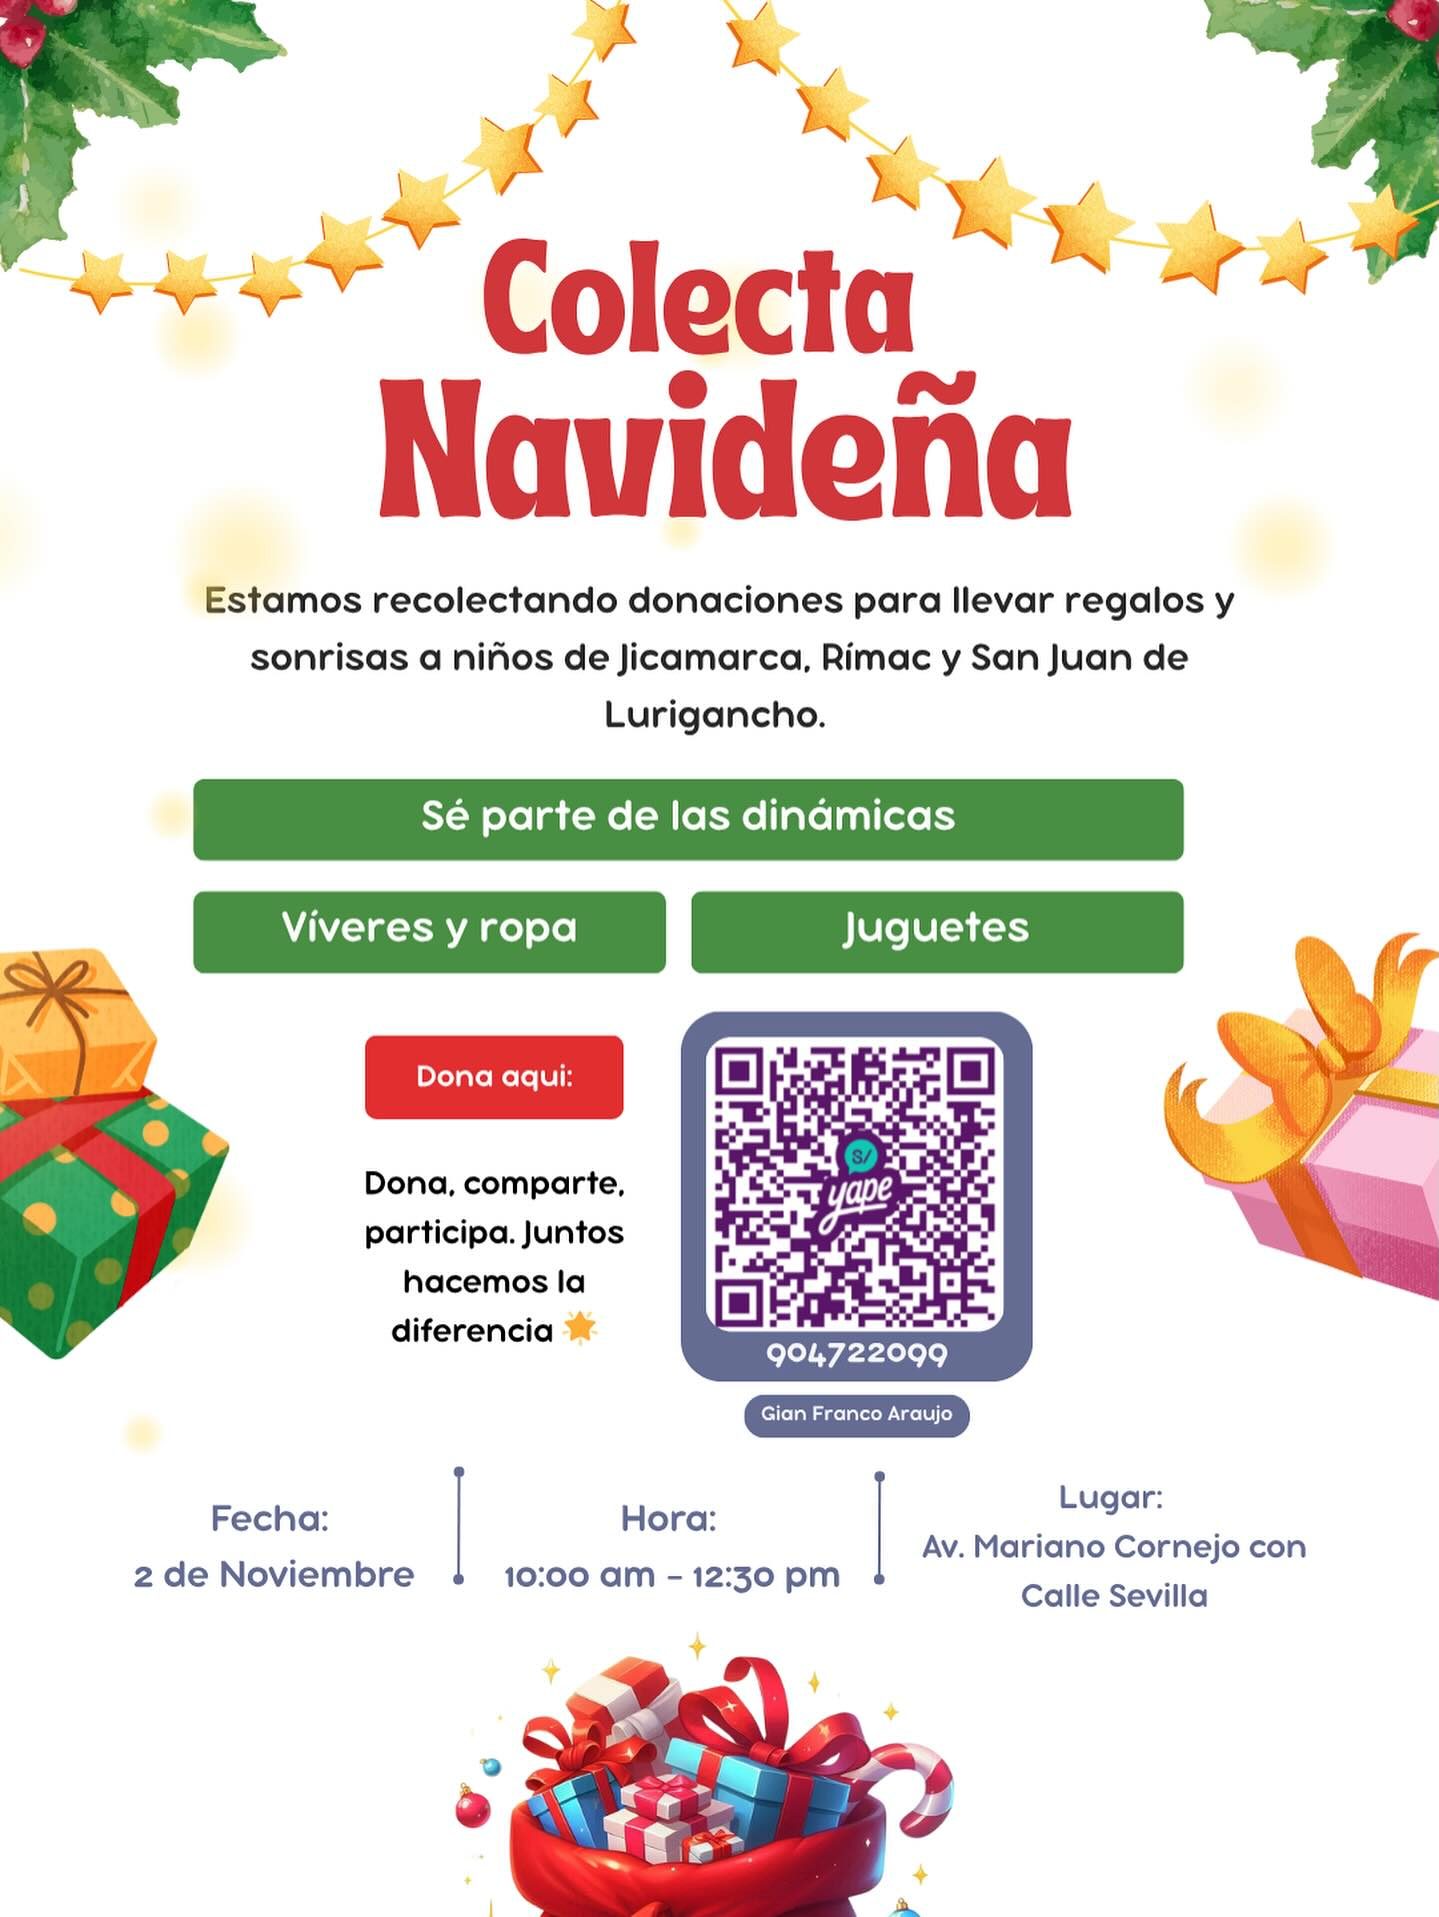 Colecta
Navideña
Estamos recolectando donaciones para llevar regalos y
sonrisas a niños de Jicamarca, Rímac y San Juan de
Lurigancho.
Sé parte de las dinámicas
Víveres y ropa
Juguetes
Dona aqui:
Dona, comparte,
participa. Juntos
hacemos la
diferencia
S/
yape
904722099
Gian Franco Araujo
Fecha:
2 de Noviembre
Hora:
10:00 am - 12:30 pm
Lugar:
Av. Mariano Cornejo con
Calle Sevilla